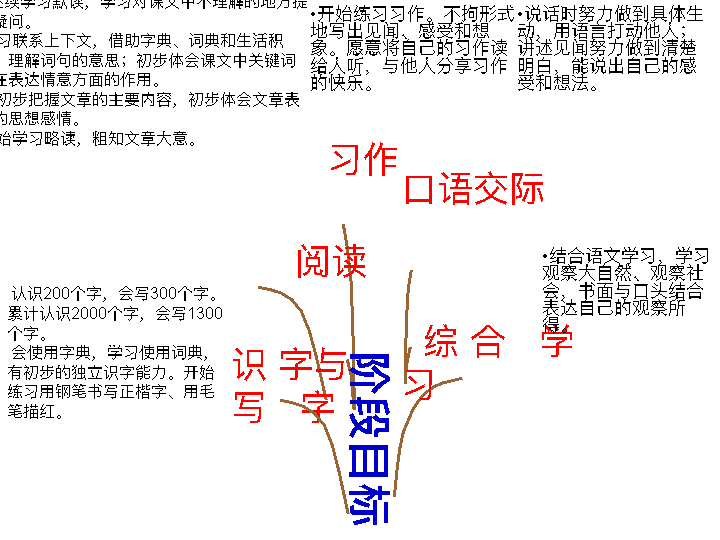 续学习默读，学习对课文中不理解的地方提
疑问。
习联系上下文，借助字典、词典和生活积
理解词句的意思；初步体会课文中关键词
在表达情意方面的作用。
初步把握文章的主要内容，初步体会文章表
的思想感情。
始学习略读，粗知文章大意。
•开始练习习作。不拘形式
地写出见闻、感受和想
象。愿意将自己的习作读
给人听，与他人分享习作
的快乐。
•说话时努力做到具体生
动，用语言打动他人；
讲述见闻努力做到清楚
明白，能说出自己的感
受和想法。
习作
口语交际
阅读
•结合语文学习，学习
观察大自然、观察社
会，书面与口头结合
表达自己的观察所
得。
认识200个字，会写300个字。
累计认识2000个字，会写1300
个字。
会使用字典，学习使用词典，
有初步的独立识字能力。开始
练习用钢笔书写正楷字、用毛
笔描红。
识 字与
写 字
综 合 学
习
阶段目标